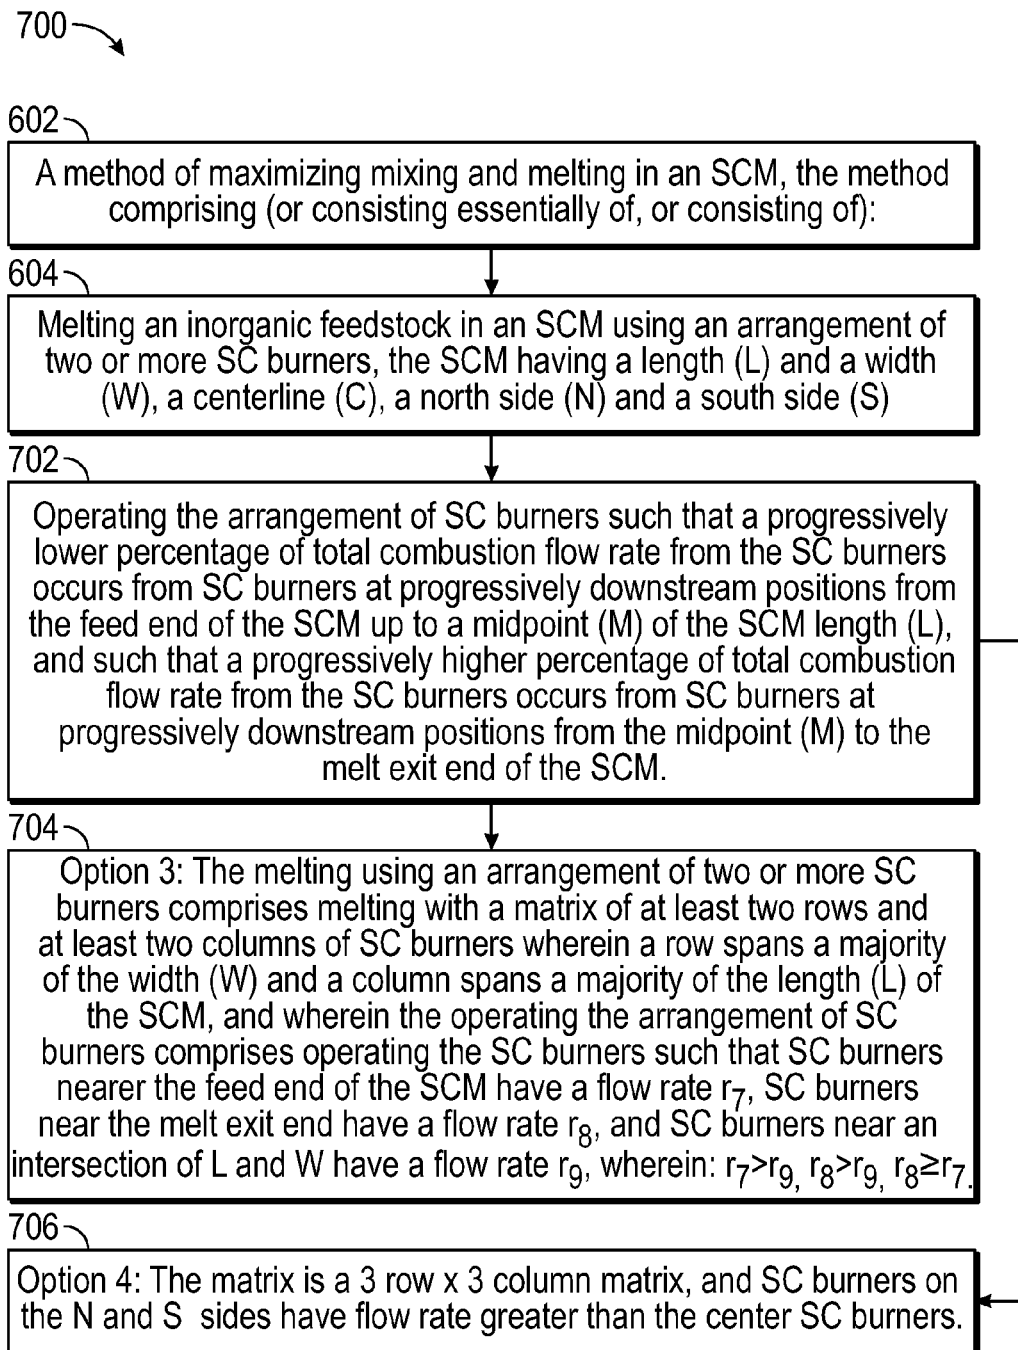 700
602
A method of maximizing mixing and melting in an SCM, the method
comprising (or consisting essentially of, or consisting of):
604
Melting an inorganic feedstock in an SCM using an arrangement of
two or more SC burners, the SCM having a length (L) and a width
(W), a centerline (C), a north side (N) and a south side (S)
702
Operating the arrangement of SC burners such that a progressively
lower percentage of total combustion flow rate from the SC burners
occurs from SC burners at progressively downstream positions from
the feed end of the SCM up to a midpoint (M) of the SCM length (L),
and such that a progressively higher percentage of total combustion
flow rate from the SC burners occurs from SC burners at
progressively downstream positions from the midpoint (M) to the
melt exit end of the SCM.
704
Option 3: The melting using an arrangement of two or more SC
burners comprises melting with a matrix of at least two rows and
at least two columns of SC burners wherein a row spans a majority
of the width (W) and a column spans a majority of the length (L) of
the SCM, and wherein the operating the arrangement of SC
burners comprises operating the SC burners such that SC burners
nearer the feed end of the SCM have a flow rate r7, SC burners
near the melt exit end have a flow rate r8, and SC burners near an
intersection of L and W have a flow rate r9, wherein: r7>r9, r8>r9, r8≥r7.
706
Option 4: The matrix is a 3 row x 3 column matrix, and SC burners on
the N and S sides have flow rate greater than the center SC burners.